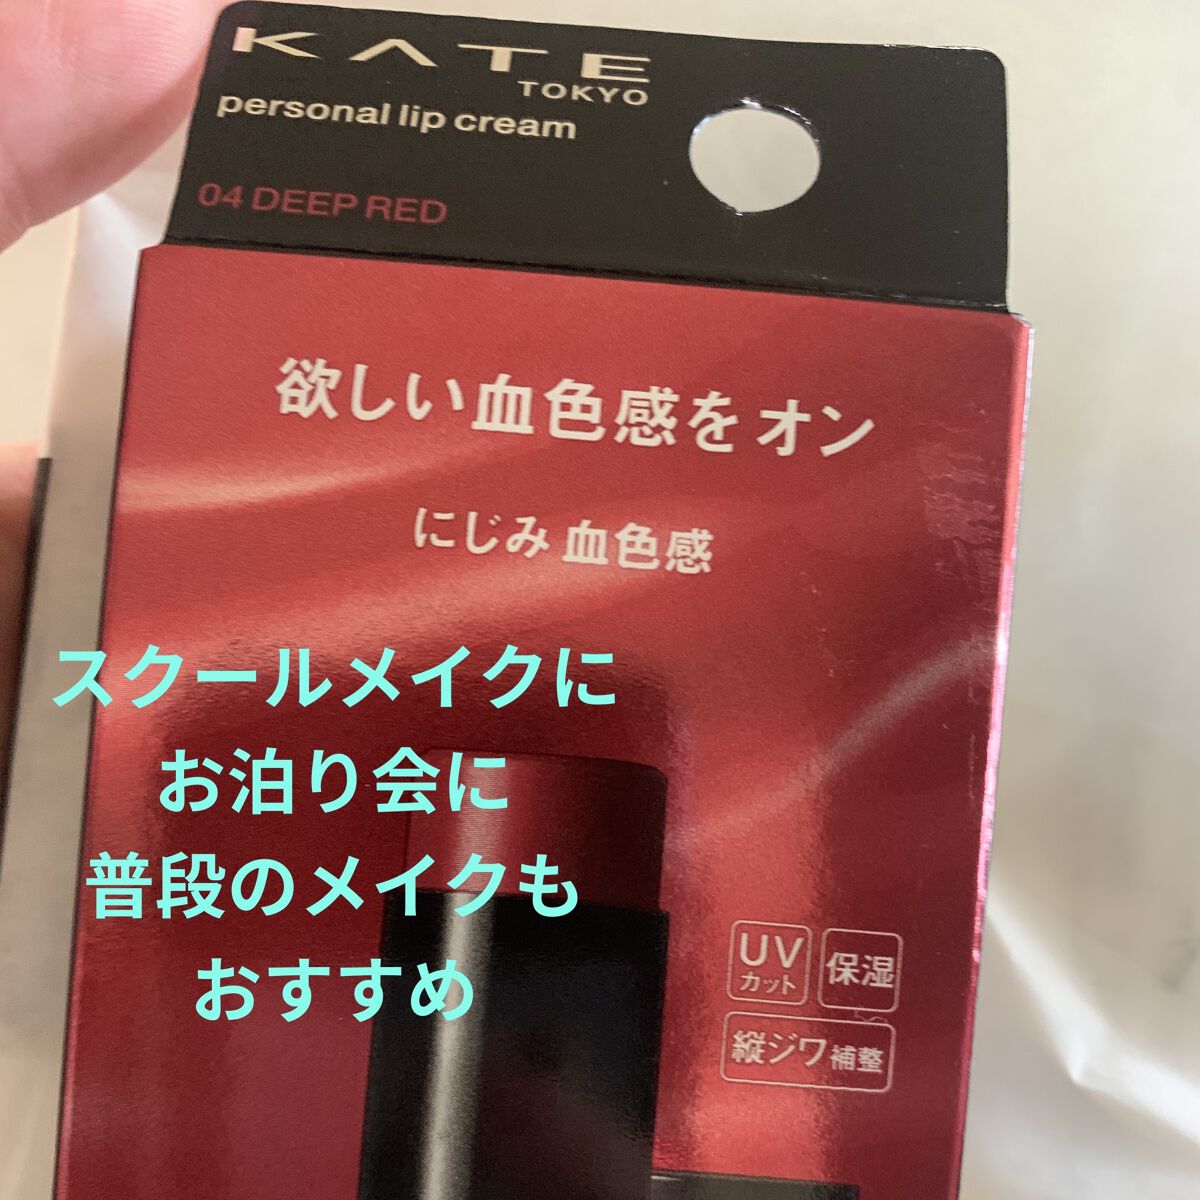 KATE
TOKYO
personal lip cream
04 DEEP RED
欲しい血色感をオン
にじみ 血色感
スクールメイクに
お泊り会に
普段のメイクも
おすすめ
UV
カット
保湿
縦ジワ補整